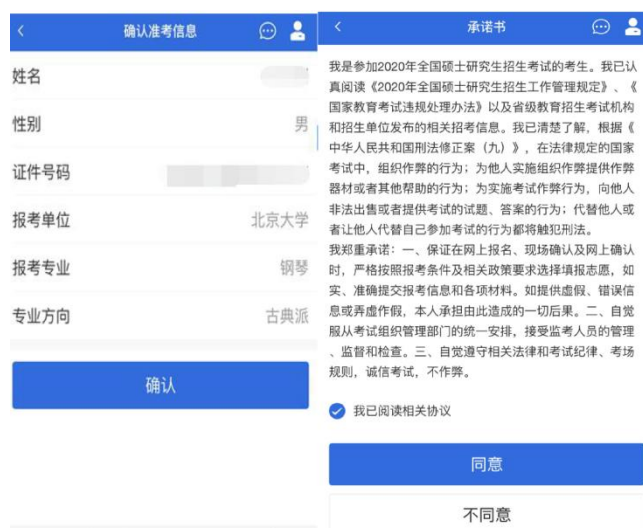 确认准考信息
姓名
性别 男
证件号码
报考单位 北京大学
报考专业 钢琴
专业方向 古典派
确认
承诺书
我是参加2020年全国硕士研究生招生考试的考生。我已认
真阅读《2020年全国硕士研究生招生工作管理规定》、《
国家教育考试违规处理办法》以及省级教育招生考试机构
和招生单位发布的相关招考信息。我已清楚了解，根据《
中华人民共和国刑法修正案（九）》，在法律规定的国家
考试中，组织作弊的行为；为他人实施组织作弊提供作弊
器材或者其他帮助的行为；为实施考试作弊行为，向他人
非法出售或者提供考试的试题、答案的行为；代替他人或
者让他人代替自己参加考试的行为都将触犯刑法。
我郑重承诺：一、保证在网上报名、现场确认及网上确认
时，严格按照报考条件及相关政策要求选择填报志愿，如
实、准确提交报考信息和各项材料。如提供虚假、错误信
息或弄虚作假，本人承担由此造成的一切后果。二、自觉
服从考试组织管理部门的统一安排，接受监考人员的管理
、监督和检查。三、自觉遵守相关法律和考试纪律、考场
规则，诚信考试，不作弊。
我已阅读相关协议
同意
不同意